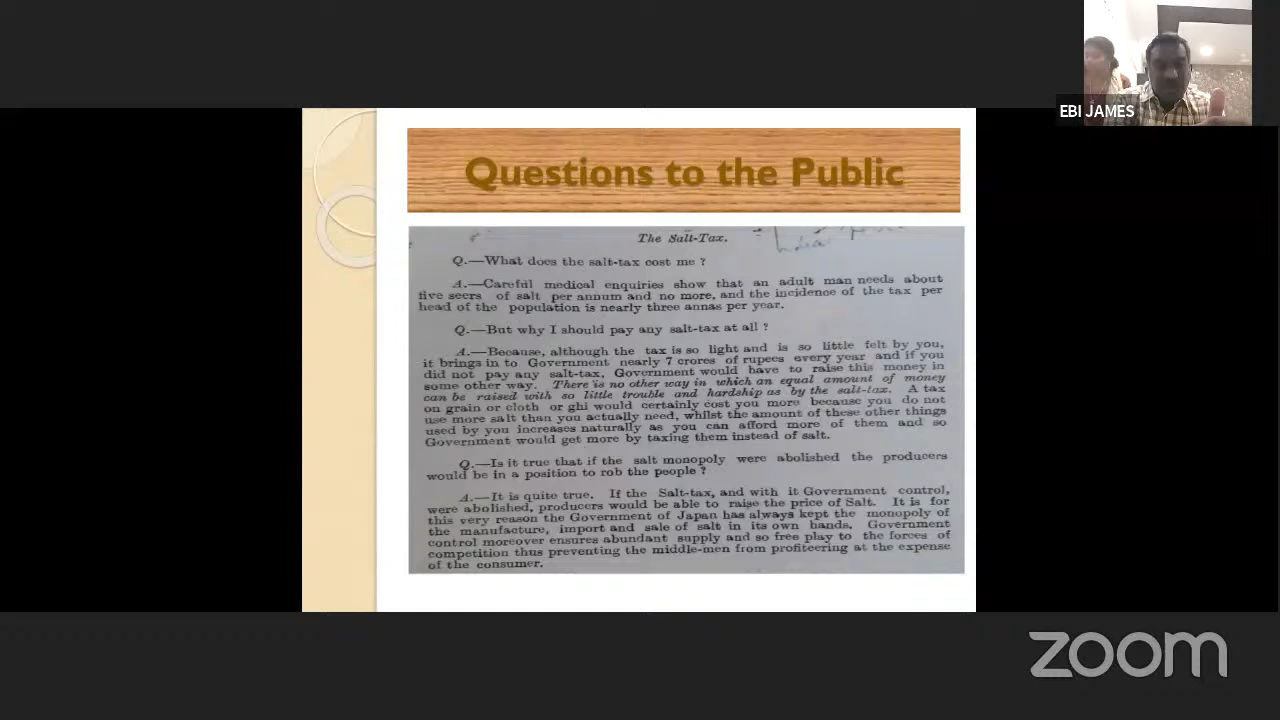 EBI JAMES
Questions to the Public
The Salt-Tax.
Q.—What does the salt-tax cost me ?
A.—Careful medical enquiries show that an adult man needs about
five seers of salt per annum and no more, and the incidence of the tax per
head of the population is nearly three annas per year.
Q.—But why I should pay any salt-tax at all ?
A.—Because, although the tax is so light and is so little felt by you,
it brings in to Government nearly 7 crores of rupees every year and if you
did not pay any salt-tax, Government would have to raise this money in
some other way. There is no other way in which an equal amount of money
can be raised with so little trouble and hardship as by the salt-tax. A tax
on grain or cloth or ghi would certainly cost you more because you do not
use more salt than you actually need, whilst the amount of these other things
used by you increases naturally as you can afford more of them and so
Government would get more by taxing them instead of salt.
Q.—Is it true that if the salt monopoly were abolished the producers
would be in a position to rob the people ?
A.—It is quite true. If the Salt-tax, and with it Government control,
were abolished, producers would be able to raise the price of Salt. It is for
this very reason the Government of Japan has always kept the monopoly of
the manufacture, import and sale of salt in its own hands. Government
control moreover ensures abundant supply and so free play to the forces of
competition thus preventing the middle-men from profiteering at the expense
of the consumer.
zoom